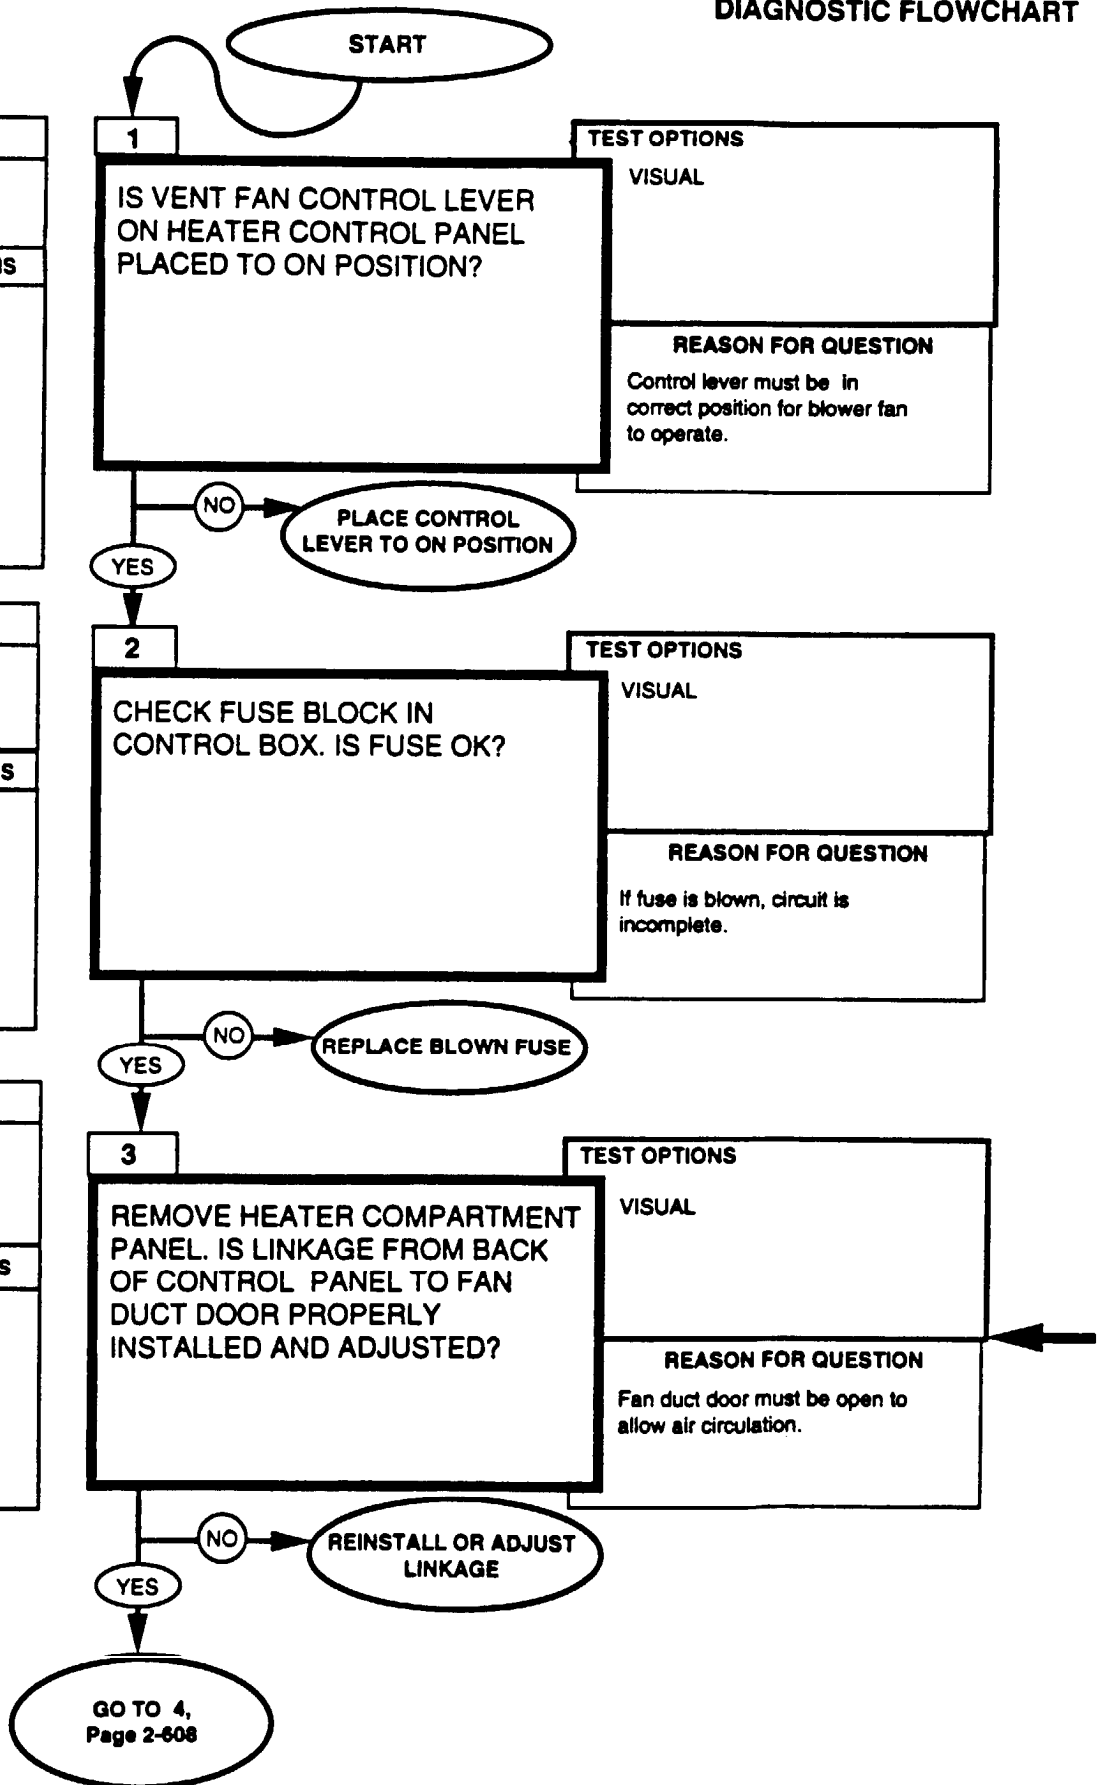 DIAGNOSTIC FLOWCHART
START
1
IS VENT FAN CONTROL LEVER
ON HEATER CONTROL PANEL
PLACED TO ON POSITION?
TEST OPTIONS
VISUAL
REASON FOR QUESTION
Control lever must be in
correct position for blower fan
to operate.
NO
PLACE CONTROL
LEVER TO ON POSITION
YES
2
CHECK FUSE BLOCK IN
CONTROL BOX. IS FUSE OK?
TEST OPTIONS
VISUAL
REASON FOR QUESTION
If fuse is blown, circuit is
incomplete.
NO
REPLACE BLOWN FUSE
YES
3
REMOVE HEATER COMPARTMENT
PANEL. IS LINKAGE FROM BACK
OF CONTROL PANEL TO FAN
DUCT DOOR PROPERLY
INSTALLED AND ADJUSTED?
TEST OPTIONS
VISUAL
REASON FOR QUESTION
Fan duct door must be open to
allow air circulation.
NO
REINSTALL OR ADJUST
LINKAGE
YES
GO TO 4,
Page 2-608